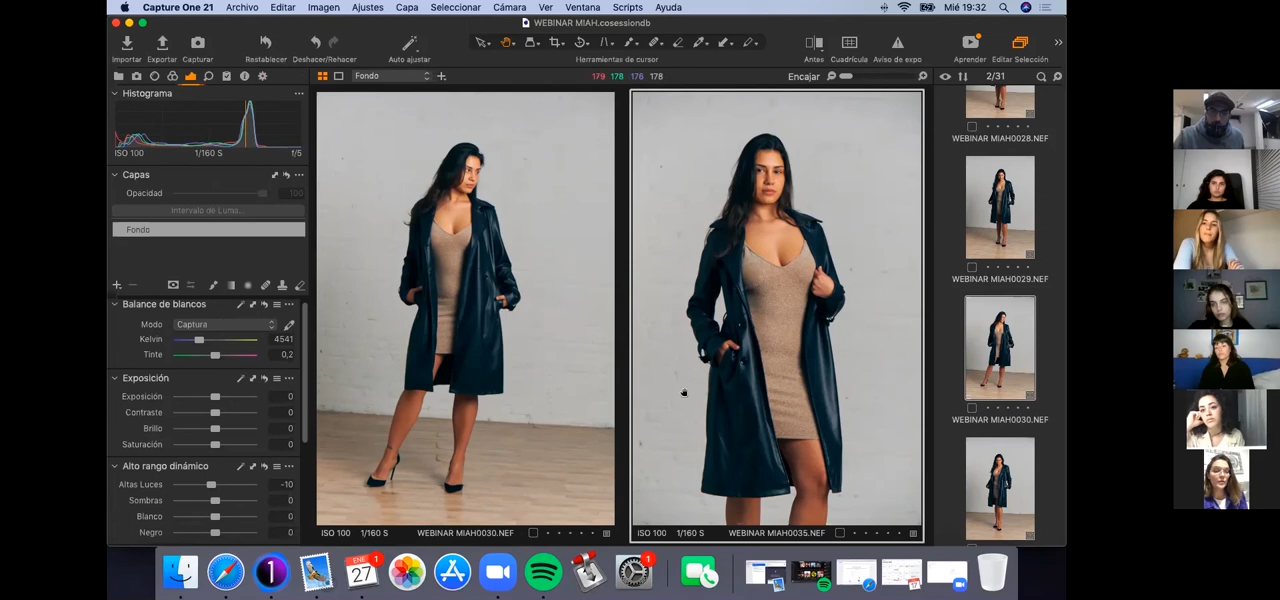 Capture One 21 Archivo Editar Imagen Ajustes Capa Seleccionar Cámara Ver Ventana Scripts Ayuda Mié 19:32
WEBINAR MIAH.cosessiondb
Importar Exportar Capturar Restablecer Deshacer/Rehacer Auto ajustar Herramientas de cursor Antes Cuadrícula Aviso de expo Aprender Editar Selección
Fondo 179 178 176 178 Encajar 2/31
Histograma
ISO 100 1/160 S f/5
Capas
Opacidad 100
Intervalo de Luma...
Fondo
Balance de blancos
Modo Captura
Kelvin 4541
Tinte 0,2
Exposición
Exposición 0
Contraste 0
Brillo 0
Saturación 0
Alto rango dinámico
Altas Luces -10
Sombras 0
Blanco 0
Negro 0
ISO 100 1/160 S WEBINAR MIAH0030.NEF
ISO 100 1/160 S WEBINAR MIAH0035.NEF
WEBINAR MIAH0028.NEF
WEBINAR MIAH0029.NEF
WEBINAR MIAH0030.NEF
ENE
27
1
1
1